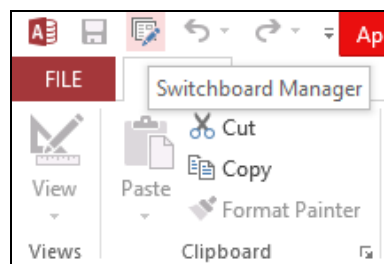 Ap
FILE
Switchboard Manager
Cut
Copy
Format Painter
View
Paste
Views
Clipboard